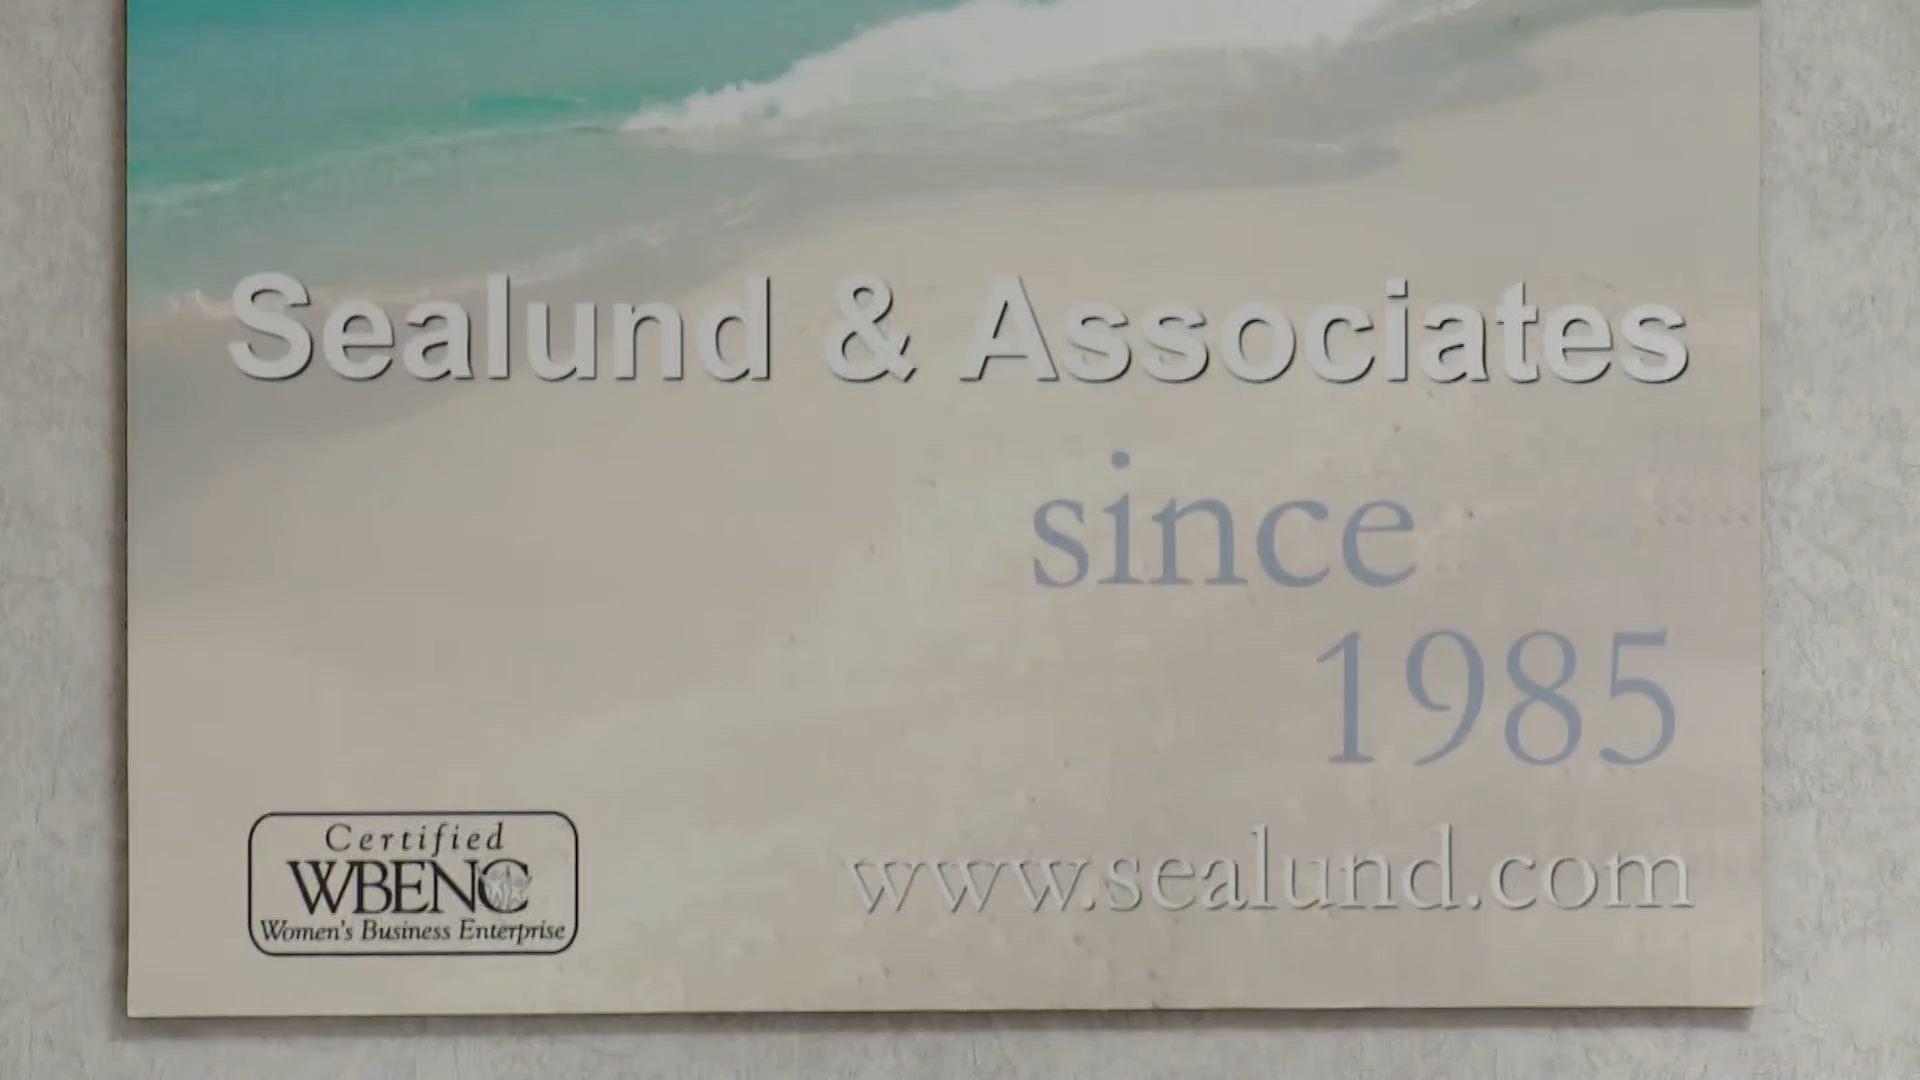 Sealund & Associates
since
1985
Certified
WBENC
Women's Business Enterprise
www.sealund.com